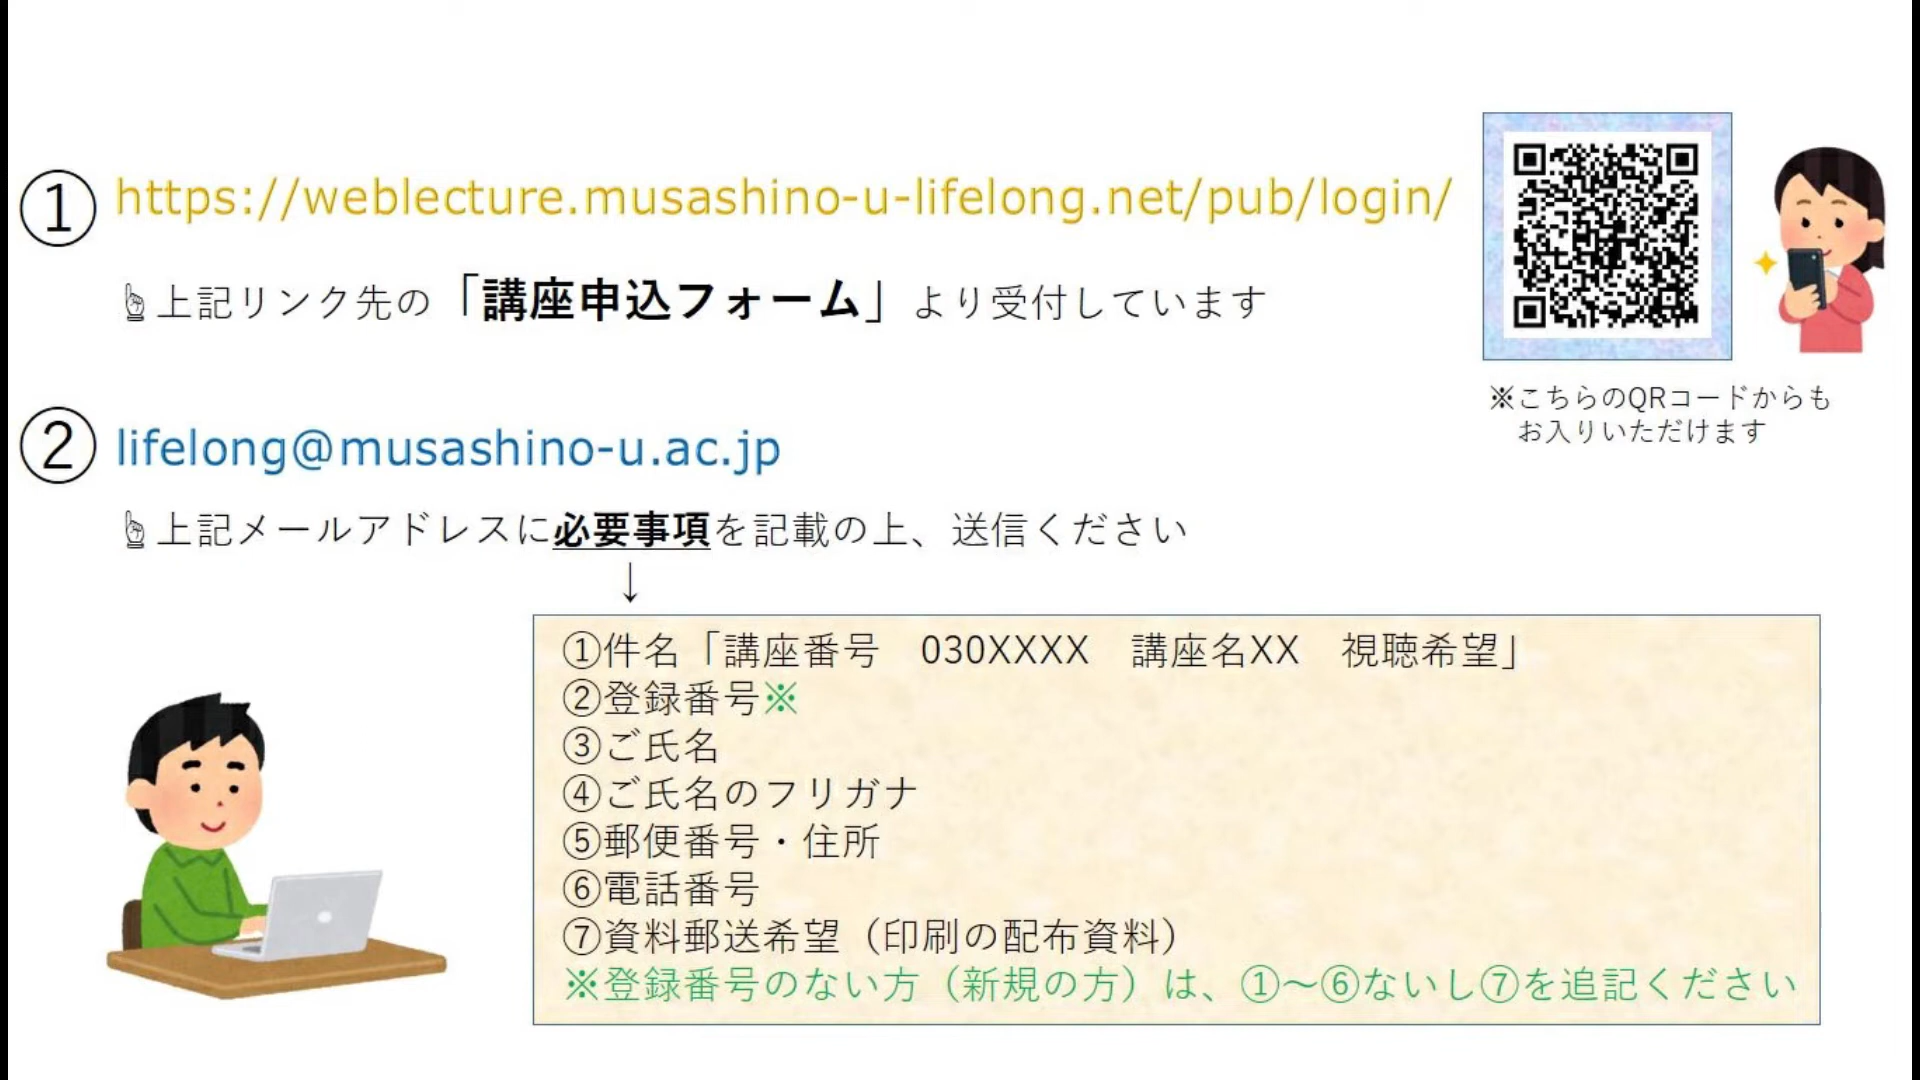 ① https://weblecture.musashino-u-lifelong.net/pub/login/
☝上記リンク先の「講座申込フォーム」より受付しています
※こちらのQRコードからも
お入りいただけます
② lifelong@musashino-u.ac.jp
☝上記メールアドレスに必要事項を記載の上、送信ください
↓
①件名「講座番号　030XXXX　講座名XX　視聴希望」
②登録番号※
③ご氏名
④ご氏名のフリガナ
⑤郵便番号・住所
⑥電話番号
⑦資料郵送希望（印刷の配布資料）
※登録番号のない方（新規の方）は、①～⑥ないし⑦を追記ください